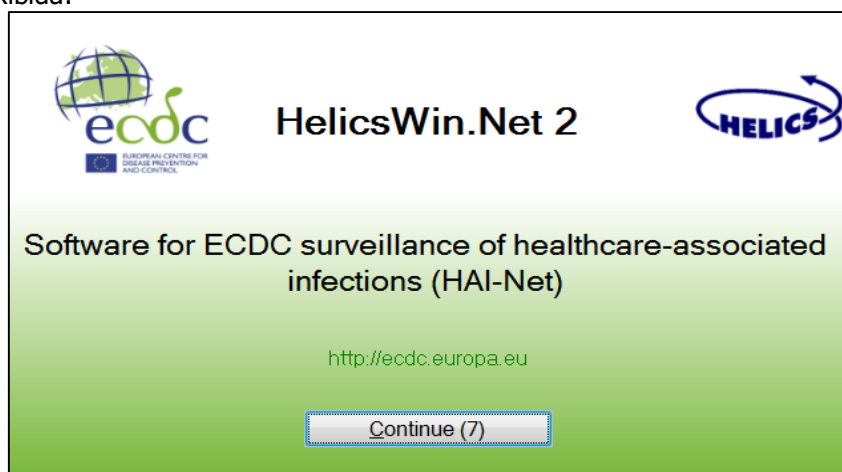 ecdc
EUROPEAN CENTRE FOR
DISEASE PREVENTION
AND CONTROL
HelicsWin.Net 2
HELICS
Software for ECDC surveillance of healthcare-associated
infections (HAI-Net)
http://ecdc.europa.eu
Continue (7)